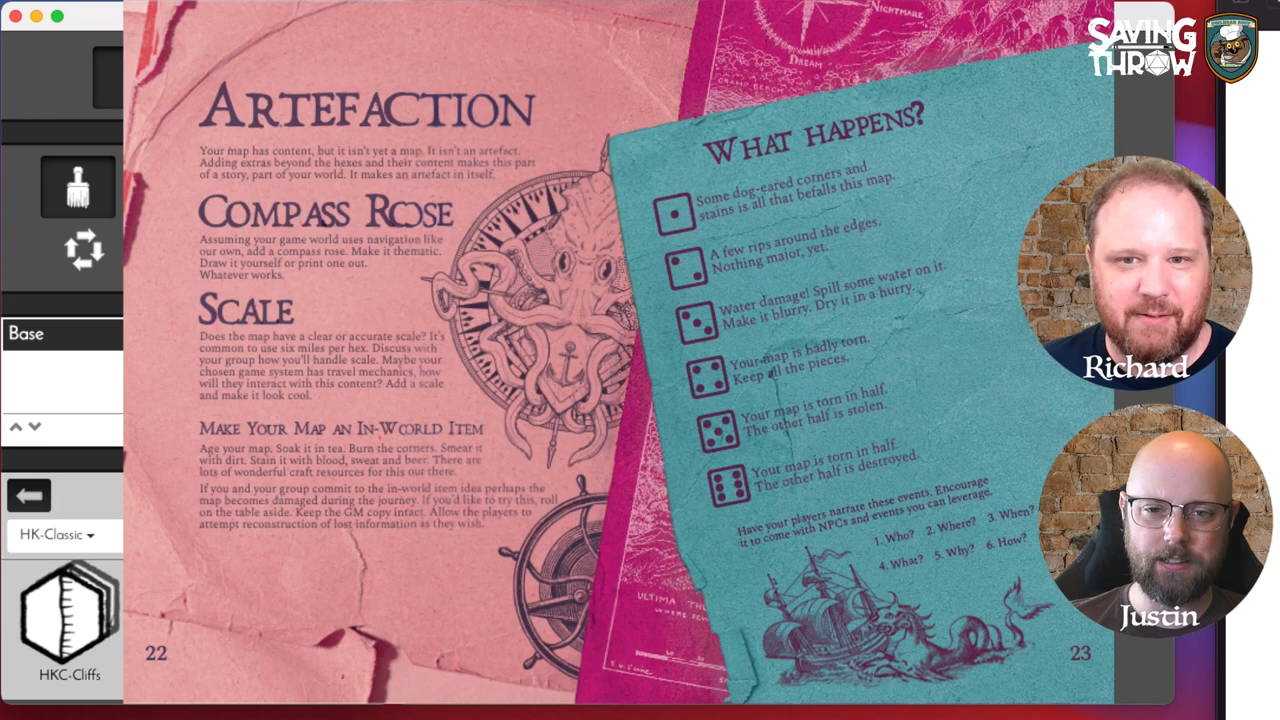 Artefaction
Your map has content, but it isn't yet a map. It isn't an artefact.
Adding extras beyond the hexes and their content makes this part
of a story, part of your world. It makes an artefact in itself.
Compass Rose
Assuming your game world uses navigation like
our own, add a compass rose. Make it thematic.
Draw it yourself or print one out.
Whatever works.
Scale
Does the map have a clear or accurate scale? It's
common to use six miles per hex. Discuss with
your group how you'll handle scale. Maybe your
chosen game system has travel mechanics, how
will they interact with this content? Add a scale
and make it look cool.
Make Your Map an In-World Item
Age your map. Soak it in tea. Burn the corners. Smear it
with dirt. Stain it with blood, sweat and beer. There are
lots of wonderful craft resources for this out there.
If you and your group commit to the in-world item idea perhaps the
map becomes damaged during the journey. If you'd like to try this, roll
on the table aside. Keep the GM copy intact. Allow the players to
attempt reconstruction of lost information as they wish.
22
Nightmare
Dream
What happens?
Some dog-eared corners and
stains is all that befalls this map.
A few rips around the edges.
Nothing major, yet.
Water damage! Spill some water on it.
Make it blurry. Dry it in a hurry.
Your map is badly torn.
Keep all the pieces.
Your map is torn in half.
The other half is stolen.
Your map is torn in half.
The other half is destroyed.
Have your players narrate these events. Encourage
it to come with NPCs and events you can leverage.
1. Who? 2. Where? 3. When?
4. What? 5. Why? 6. How?
23
Ultima
Base
HK-Classic
HKC-Cliffs
Saving
Throw
Richard
Justin